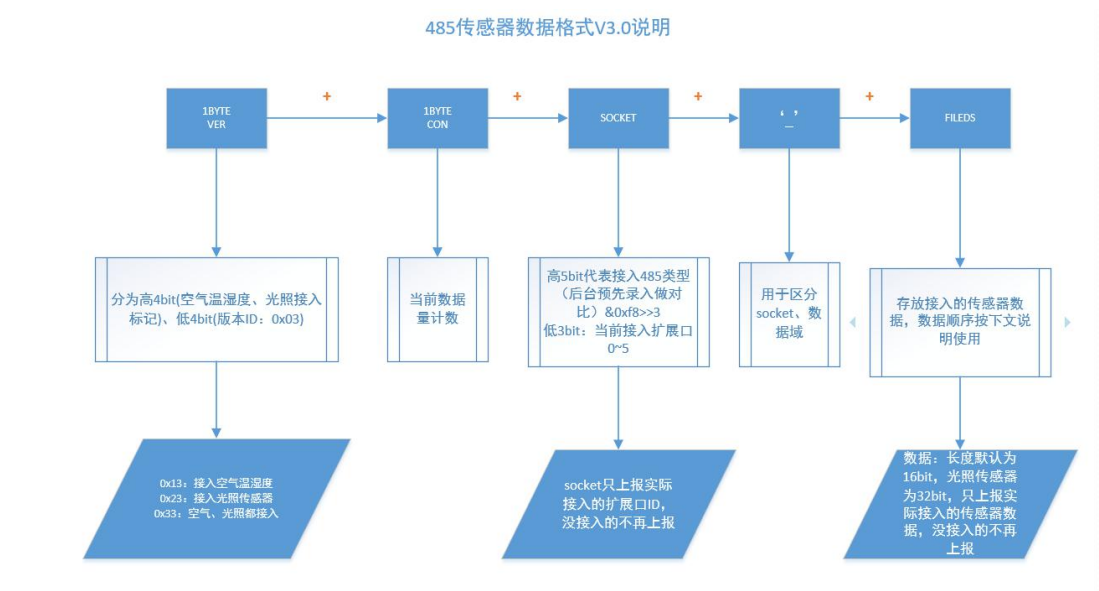 485传感器数据格式V3.0说明
+
+
+
+
1BYTE
VER
1BYTE
CON
SOCKET
‘_’
FILEDS
分为高4bit(空气温湿度、光照接入
标记)、低4bit(版本ID：0x03)
当前数据
量计数
高5bit代表接入485类型
（后台预先录入做对
比）&0xf8>>3
低3bit：当前接入扩展口
0~5
用于区分
socket、数
据域
存放接入的传感器数
据，数据顺序按下文说
明使用
0x13：接入空气温湿度
0x23：接入光照传感器
0x33：空气、光照都接入
socket只上报实际
接入的扩展口ID，
没接入的不再上报
数据：长度默认为
16bit，光照传感器
为32bit，只上报实
际接入的传感器数
据，没接入的不再
上报